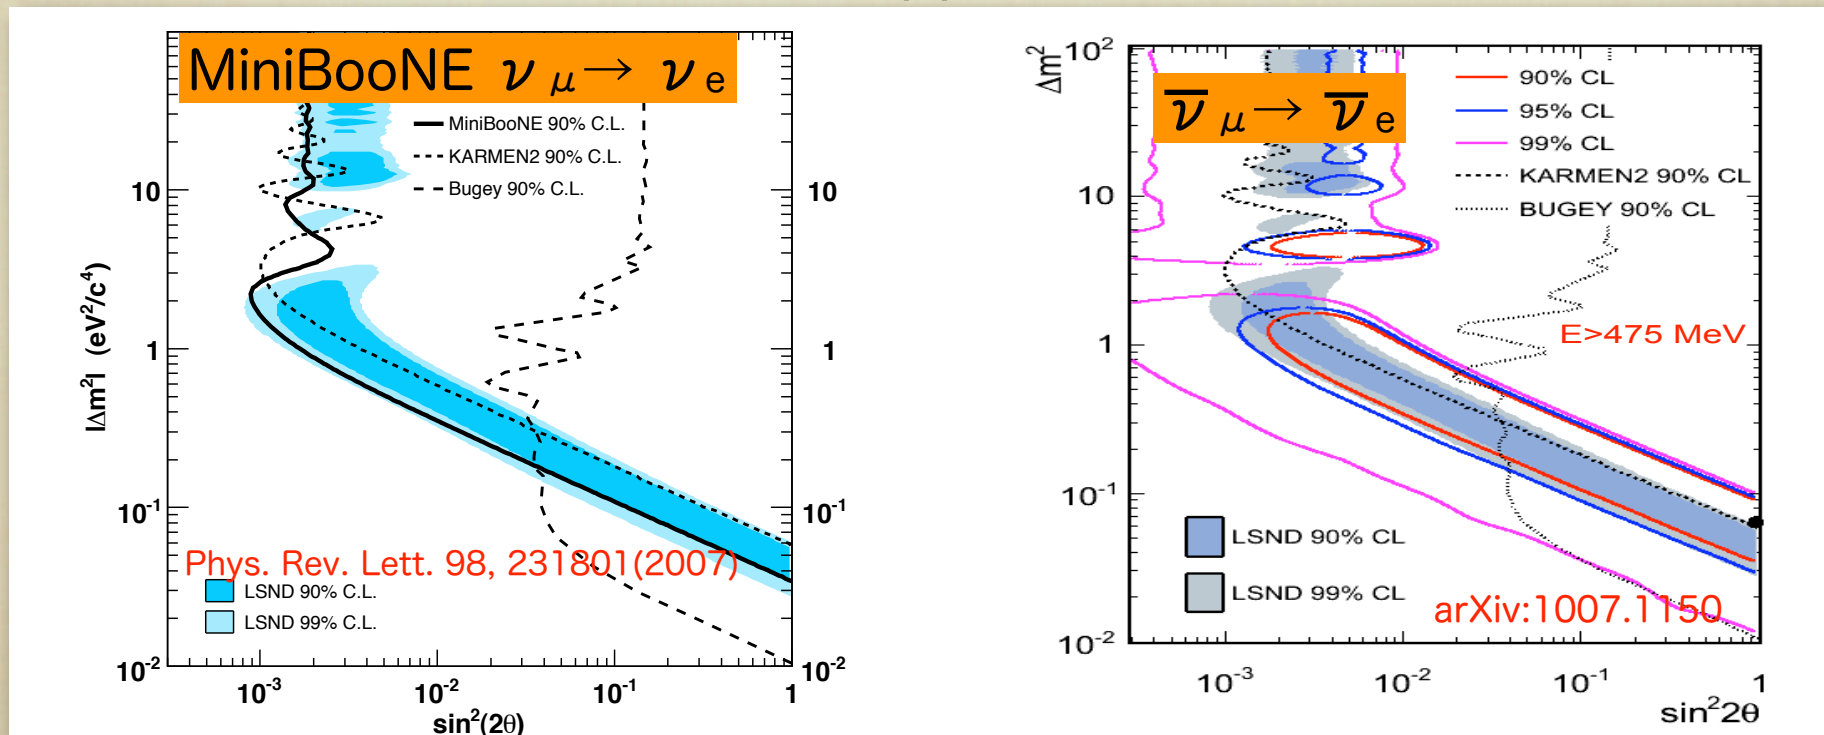 MiniBooNE ν μ → ν e
MiniBooNE 90% C.L.
KARMEN2 90% C.L.
Bugey 90% C.L.
|Δm²| (eV²/c⁴)
10
1
10⁻¹
10⁻²
10
1
10⁻¹
10⁻²
Phys. Rev. Lett. 98, 231801(2007)
LSND 90% C.L.
LSND 99% C.L.
10⁻³
10⁻²
10⁻¹
1
sin²(2θ)
Δm²
10²
10
1
10⁻¹
10⁻²
ν̅ μ → ν̅ e
90% CL
95% CL
99% CL
KARMEN2 90% CL
BUGEY 90% CL
E>475 MeV
LSND 90% CL
LSND 99% CL
arXiv:1007.1150
10⁻³
10⁻²
10⁻¹
1
sin²2θ